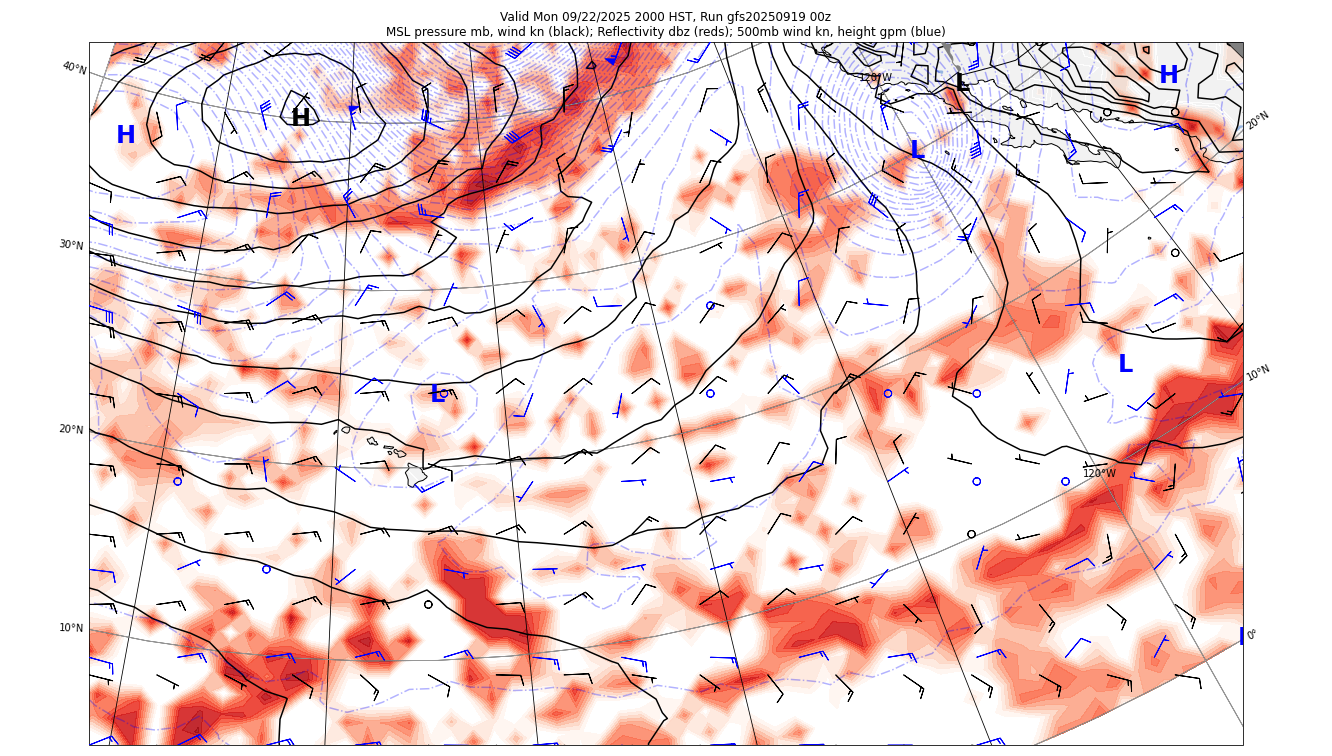 Valid Mon 09/22/2025 2000 HST, Run gfs20250919 00z
MSL pressure mb, wind kn (black); Reflectivity dbz (reds); 500mb wind kn, height gpm (blue)
40°N
120°W
L
H
H
H
20°N
L
30°N
L
10°N
L
20°N
120°W
10°N
0°